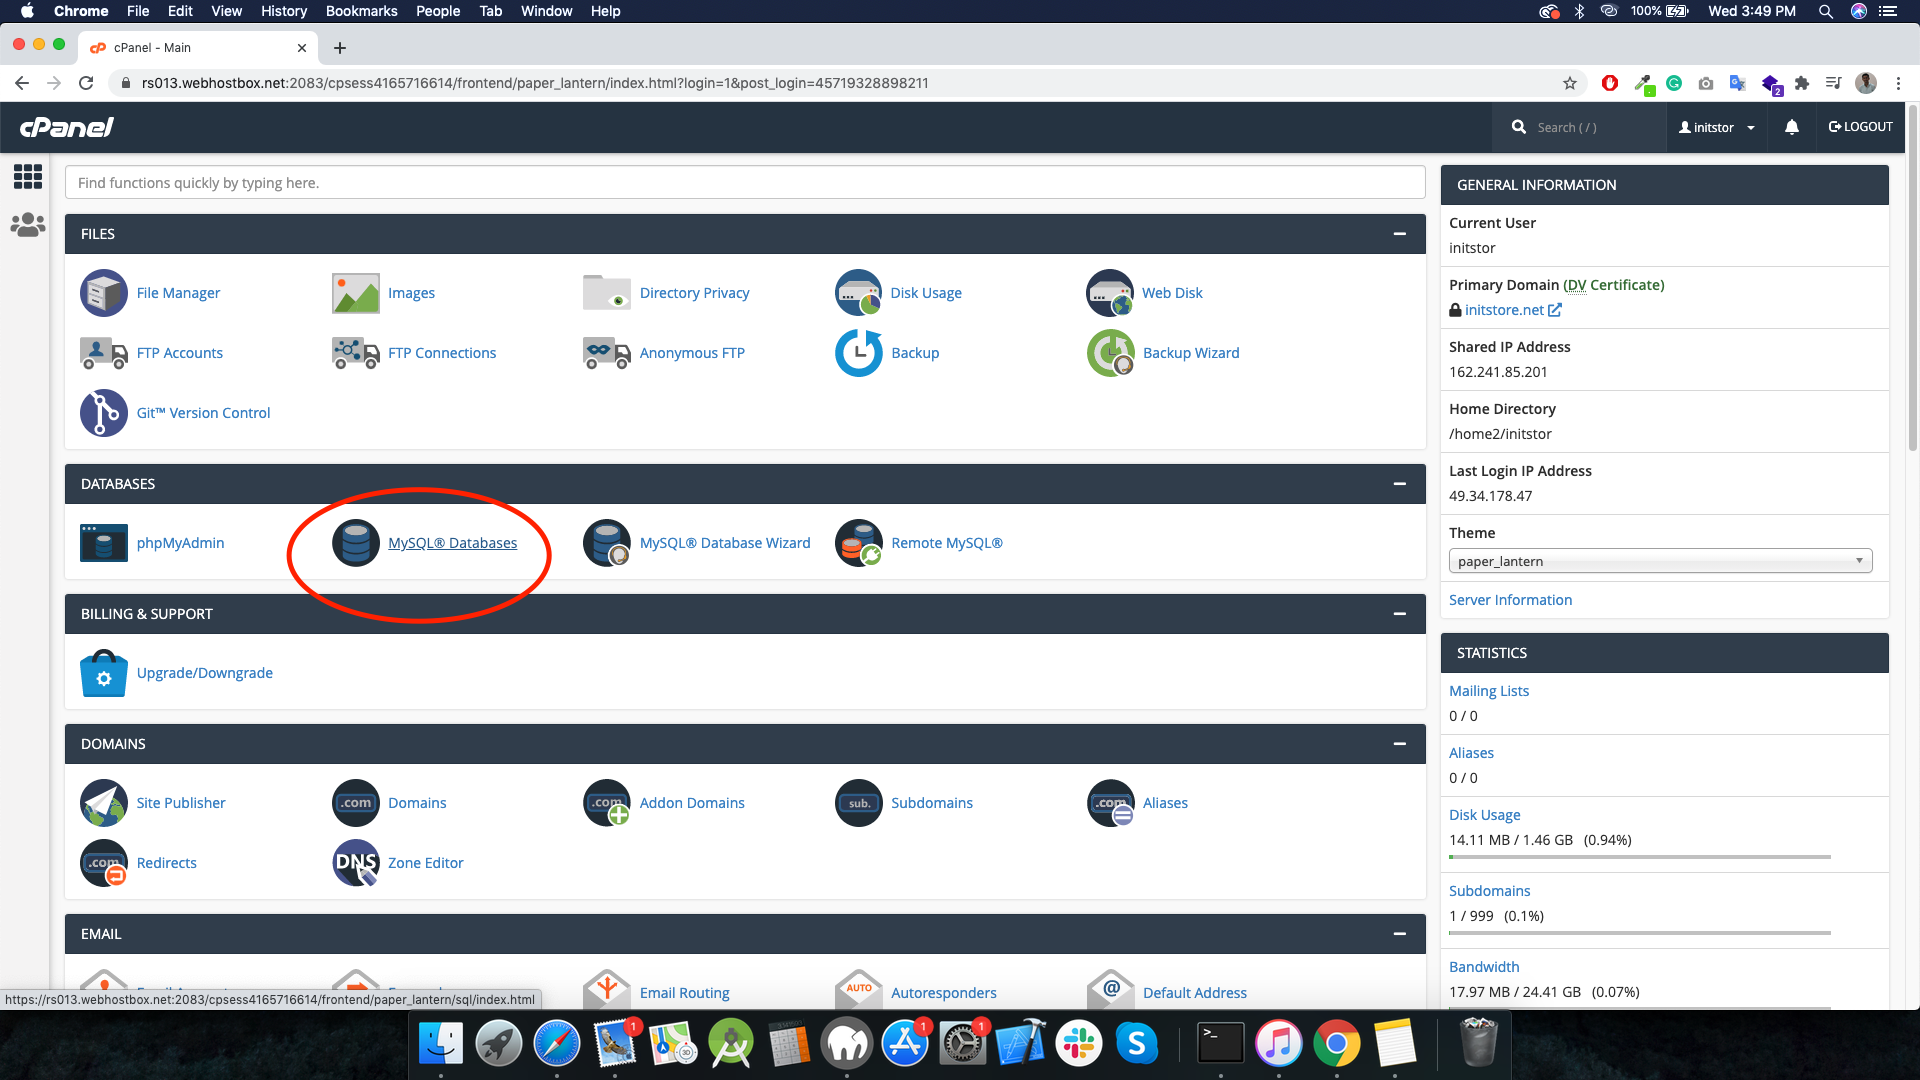 Chrome File Edit View History Bookmarks People Tab Window Help 100% Wed 3:49 PM
cP cPanel - Main
rs013.webhostbox.net:2083/cpsess4165716614/frontend/paper_lantern/index.html?login=1&post_login=45719328898211 2
cPanel Search ( / ) initstor LOGOUT
Find functions quickly by typing here.
FILES
File Manager Images Directory Privacy Disk Usage Web Disk
FTP Accounts FTP Connections Anonymous FTP Backup Backup Wizard
Git™ Version Control
DATABASES
phpMyAdmin MySQL® Databases MySQL® Database Wizard Remote MySQL®
BILLING & SUPPORT
Upgrade/Downgrade
DOMAINS
Site Publisher .com Domains .com Addon Domains sub. Subdomains .com Aliases
.com Redirects DNS Zone Editor
EMAIL
Email Routing AUTO Autoresponders @ Default Address
GENERAL INFORMATION
Current User
initstor
Primary Domain (DV Certificate)
initstore.net
Shared IP Address
162.241.85.201
Home Directory
/home2/initstor
Last Login IP Address
49.34.178.47
Theme
paper_lantern
Server Information
STATISTICS
Mailing Lists
0 / 0
Aliases
0 / 0
Disk Usage
14.11 MB / 1.46 GB (0.94%)
Subdomains
1 / 999 (0.1%)
Bandwidth
17.97 MB / 24.41 GB (0.07%)
https://rs013.webhostbox.net:2083/cpsess4165716614/frontend/paper_lantern/sql/index.html
1 3D 1 1 S